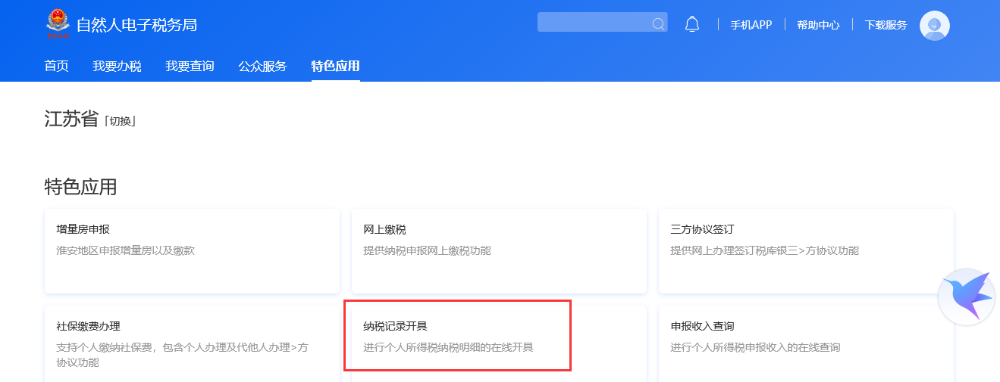 自然人电子税务局
手机APP
帮助中心
下载服务
首页
我要办税
我要查询
公众服务
特色应用
江苏省「切换」
特色应用
增量房申报
淮安地区申报增量房以及缴款
网上缴税
提供纳税申报网上缴税功能
三方协议签订
提供网上办理签订税库银三>方协议功能
社保缴费办理
支持个人缴纳社保费，包含个人办理及代他人办理>方
协议功能
纳税记录开具
进行个人所得税纳税明细的在线开具
申报收入查询
进行个人所得税申报收入的在线查询